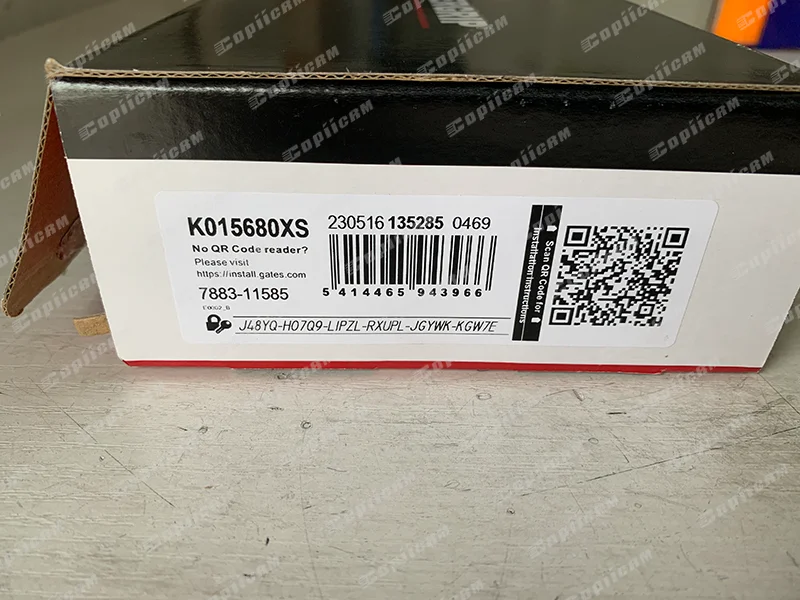 K015680XS
No QR Code reader?
Please visit
https://install.gates.com
7883-11585
E0002_B
230516 135285 0469
5 414465 943966
J48YQ-H07Q9-LIPZL-RXUPL-JGYWK-KGW7E
Scan QR Code for
Installation Instructions
CopiiCAM